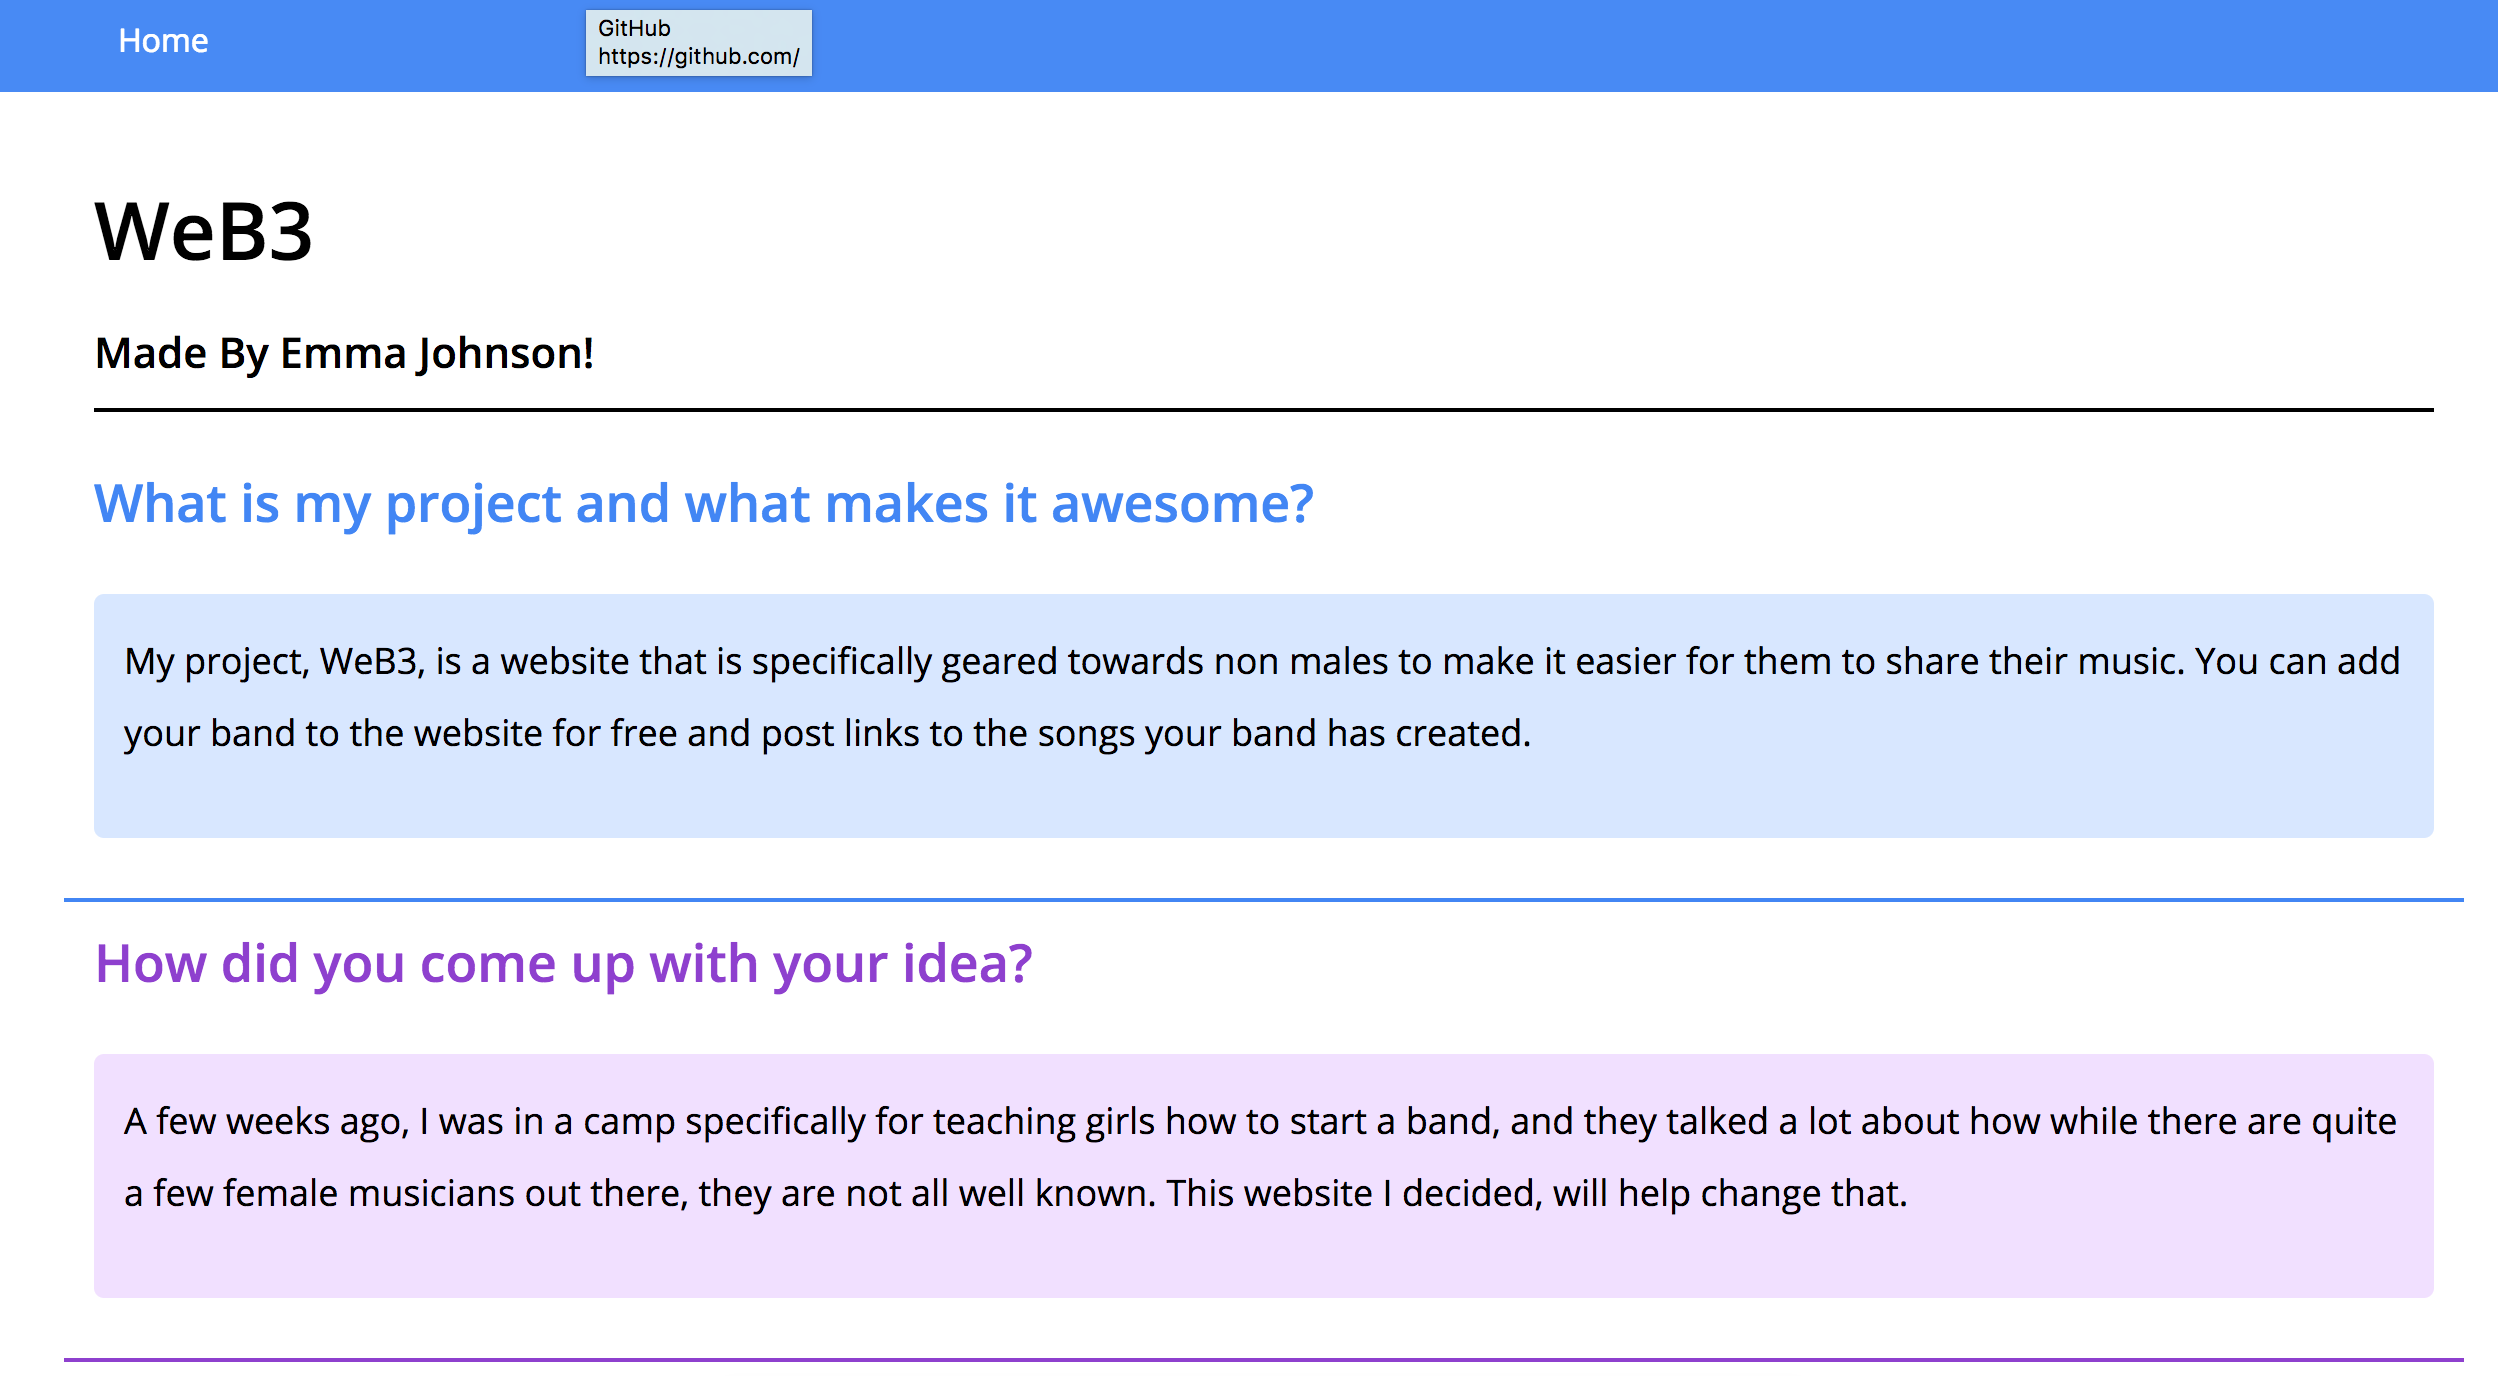 Home
GitHub
https://github.com/
WeB3
Made By Emma Johnson!
What is my project and what makes it awesome?
My project, WeB3, is a website that is specifically geared towards non males to make it easier for them to share their music. You can add
your band to the website for free and post links to the songs your band has created.
How did you come up with your idea?
A few weeks ago, I was in a camp specifically for teaching girls how to start a band, and they talked a lot about how while there are quite
a few female musicians out there, they are not all well known. This website I decided, will help change that.